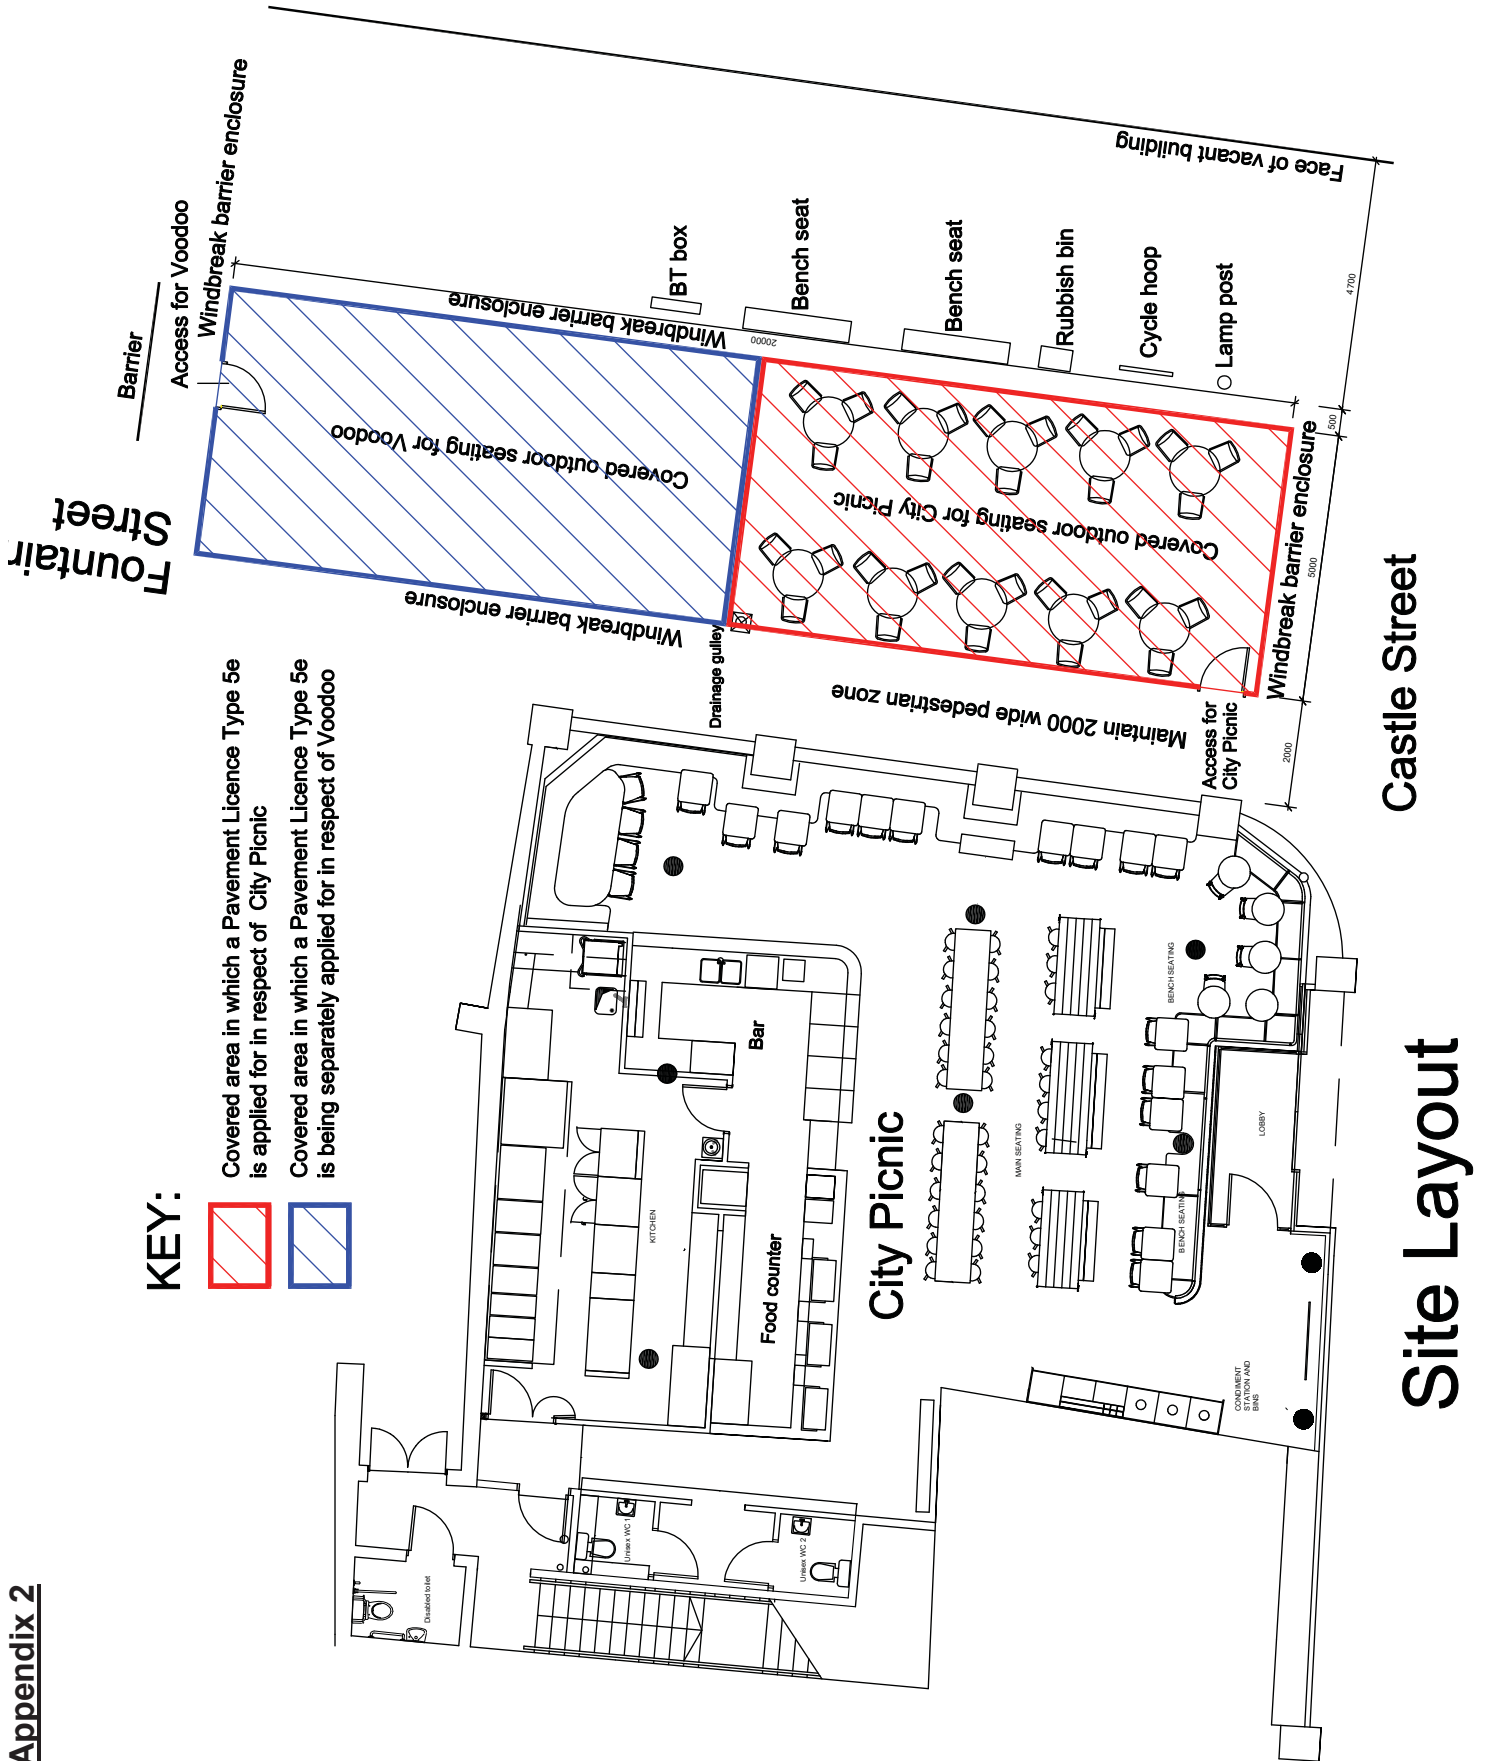 Appendix 2
KEY:
Covered area in which a Pavement Licence Type 5e
is applied for in respect of City Picnic
Covered area in which a Pavement Licence Type 5e
is being separately applied for in respect of Voodoo
Street
Barrier
Access for Voodoo
Windbreak barrier enclosure
Windbreak barrier enclosure
Covered outdoor seating for Voodoo
Windbreak barrier enclosure
20000
BT box
Bench seat
Bench seat
Rubbish bin
Cycle hoop
Lamp post
Face of vacant building
4700
500
5000
2000
Drainage gulley
Covered outdoor seating for City Picnic
Maintain 2000 wide pedestrian zone
Windbreak barrier enclosure
Access for
City Picnic
Castle Street
Bar
Food counter
KITCHEN
City Picnic
MAIN SEATING
BENCH SEATING
BENCH SEATING
LOBBY
CONDIMENT
STATION AND
BINS
Disabled toilet
Unisex WC 1
Unisex WC 2
Site Layout